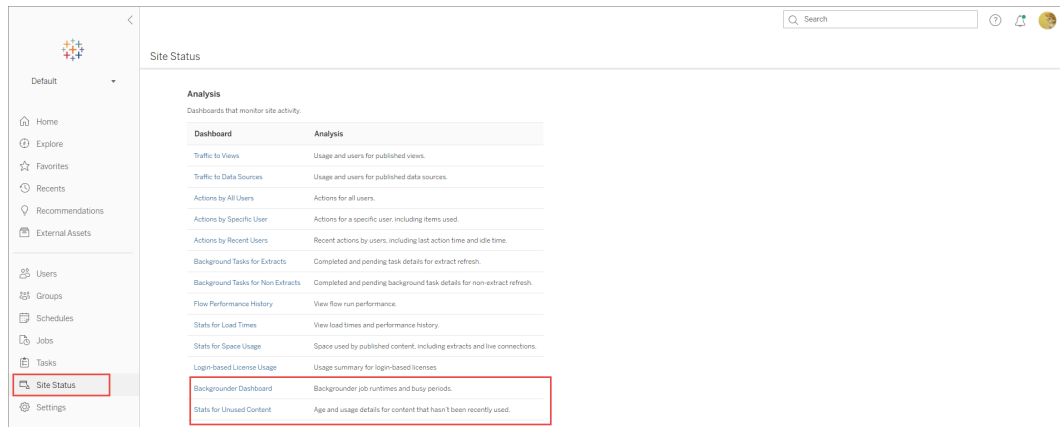 Search
Default
Site Status
Home
Explore
Favorites
Recents
Recommendations
External Assets
Users
Groups
Schedules
Jobs
Tasks
Site Status
Settings
Analysis
Dashboards that monitor site activity.
Dashboard Analysis
Traffic to Views Usage and users for published views.
Traffic to Data Sources Usage and users for published data sources.
Actions by All Users Actions for all users.
Actions by Specific User Actions for a specific user, including items used.
Actions by Recent Users Recent actions by users, including last action time and idle time.
Background Tasks for Extracts Completed and pending task details for extract refresh.
Background Tasks for Non Extracts Completed and pending background task details for non-extract refresh.
Flow Performance History View flow run performance.
Stats for Load Times View load times and performance history.
Stats for Space Usage Space used by published content, including extracts and live connections.
Login-based License Usage Usage summary for login-based licenses
Backgrounder Dashboard Backgrounder job runtimes and busy periods.
Stats for Unused Content Age and usage details for content that hasn't been recently used.